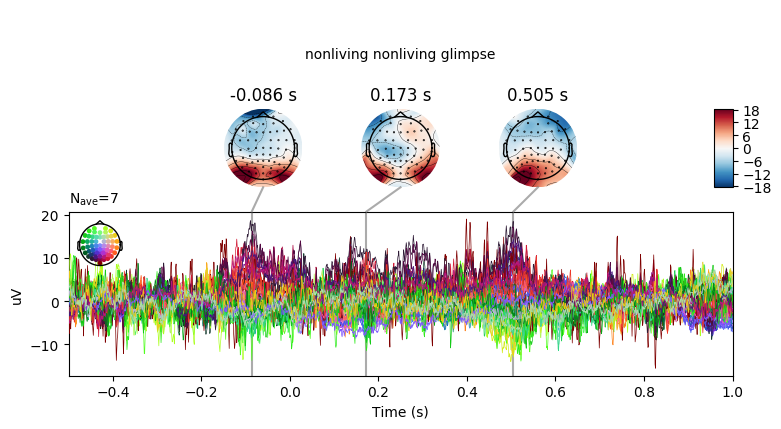 nonliving nonliving glimpse
-0.086 s 0.173 s 0.505 s
18
12
6
0
−6
−12
−18
Nave=7
20
10
0
−10
uV
−0.4 −0.2 0.0 0.2 0.4 0.6 0.8 1.0
Time (s)